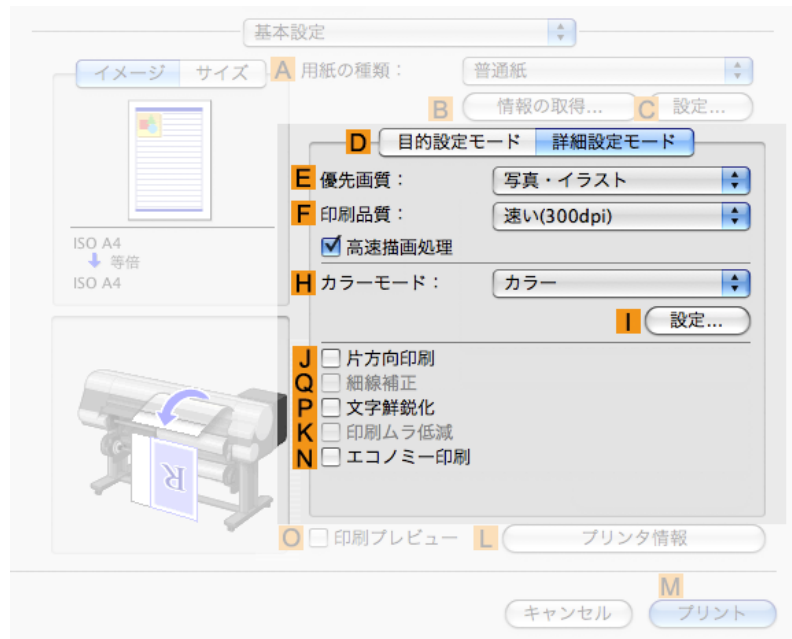 基本設定
イメージ サイズ A 用紙の種類： 普通紙
B 情報の取得... C 設定...
D 目的設定モード 詳細設定モード
E 優先画質： 写真・イラスト
F 印刷品質： 速い(300dpi)
高速描画処理
ISO A4
等倍
ISO A4
H カラーモード： カラー
I 設定...
J 片方向印刷
Q 細線補正
P 文字鮮鋭化
K 印刷ムラ低減
N エコノミー印刷
R
O 印刷プレビュー L プリンタ情報
M
キャンセル プリント